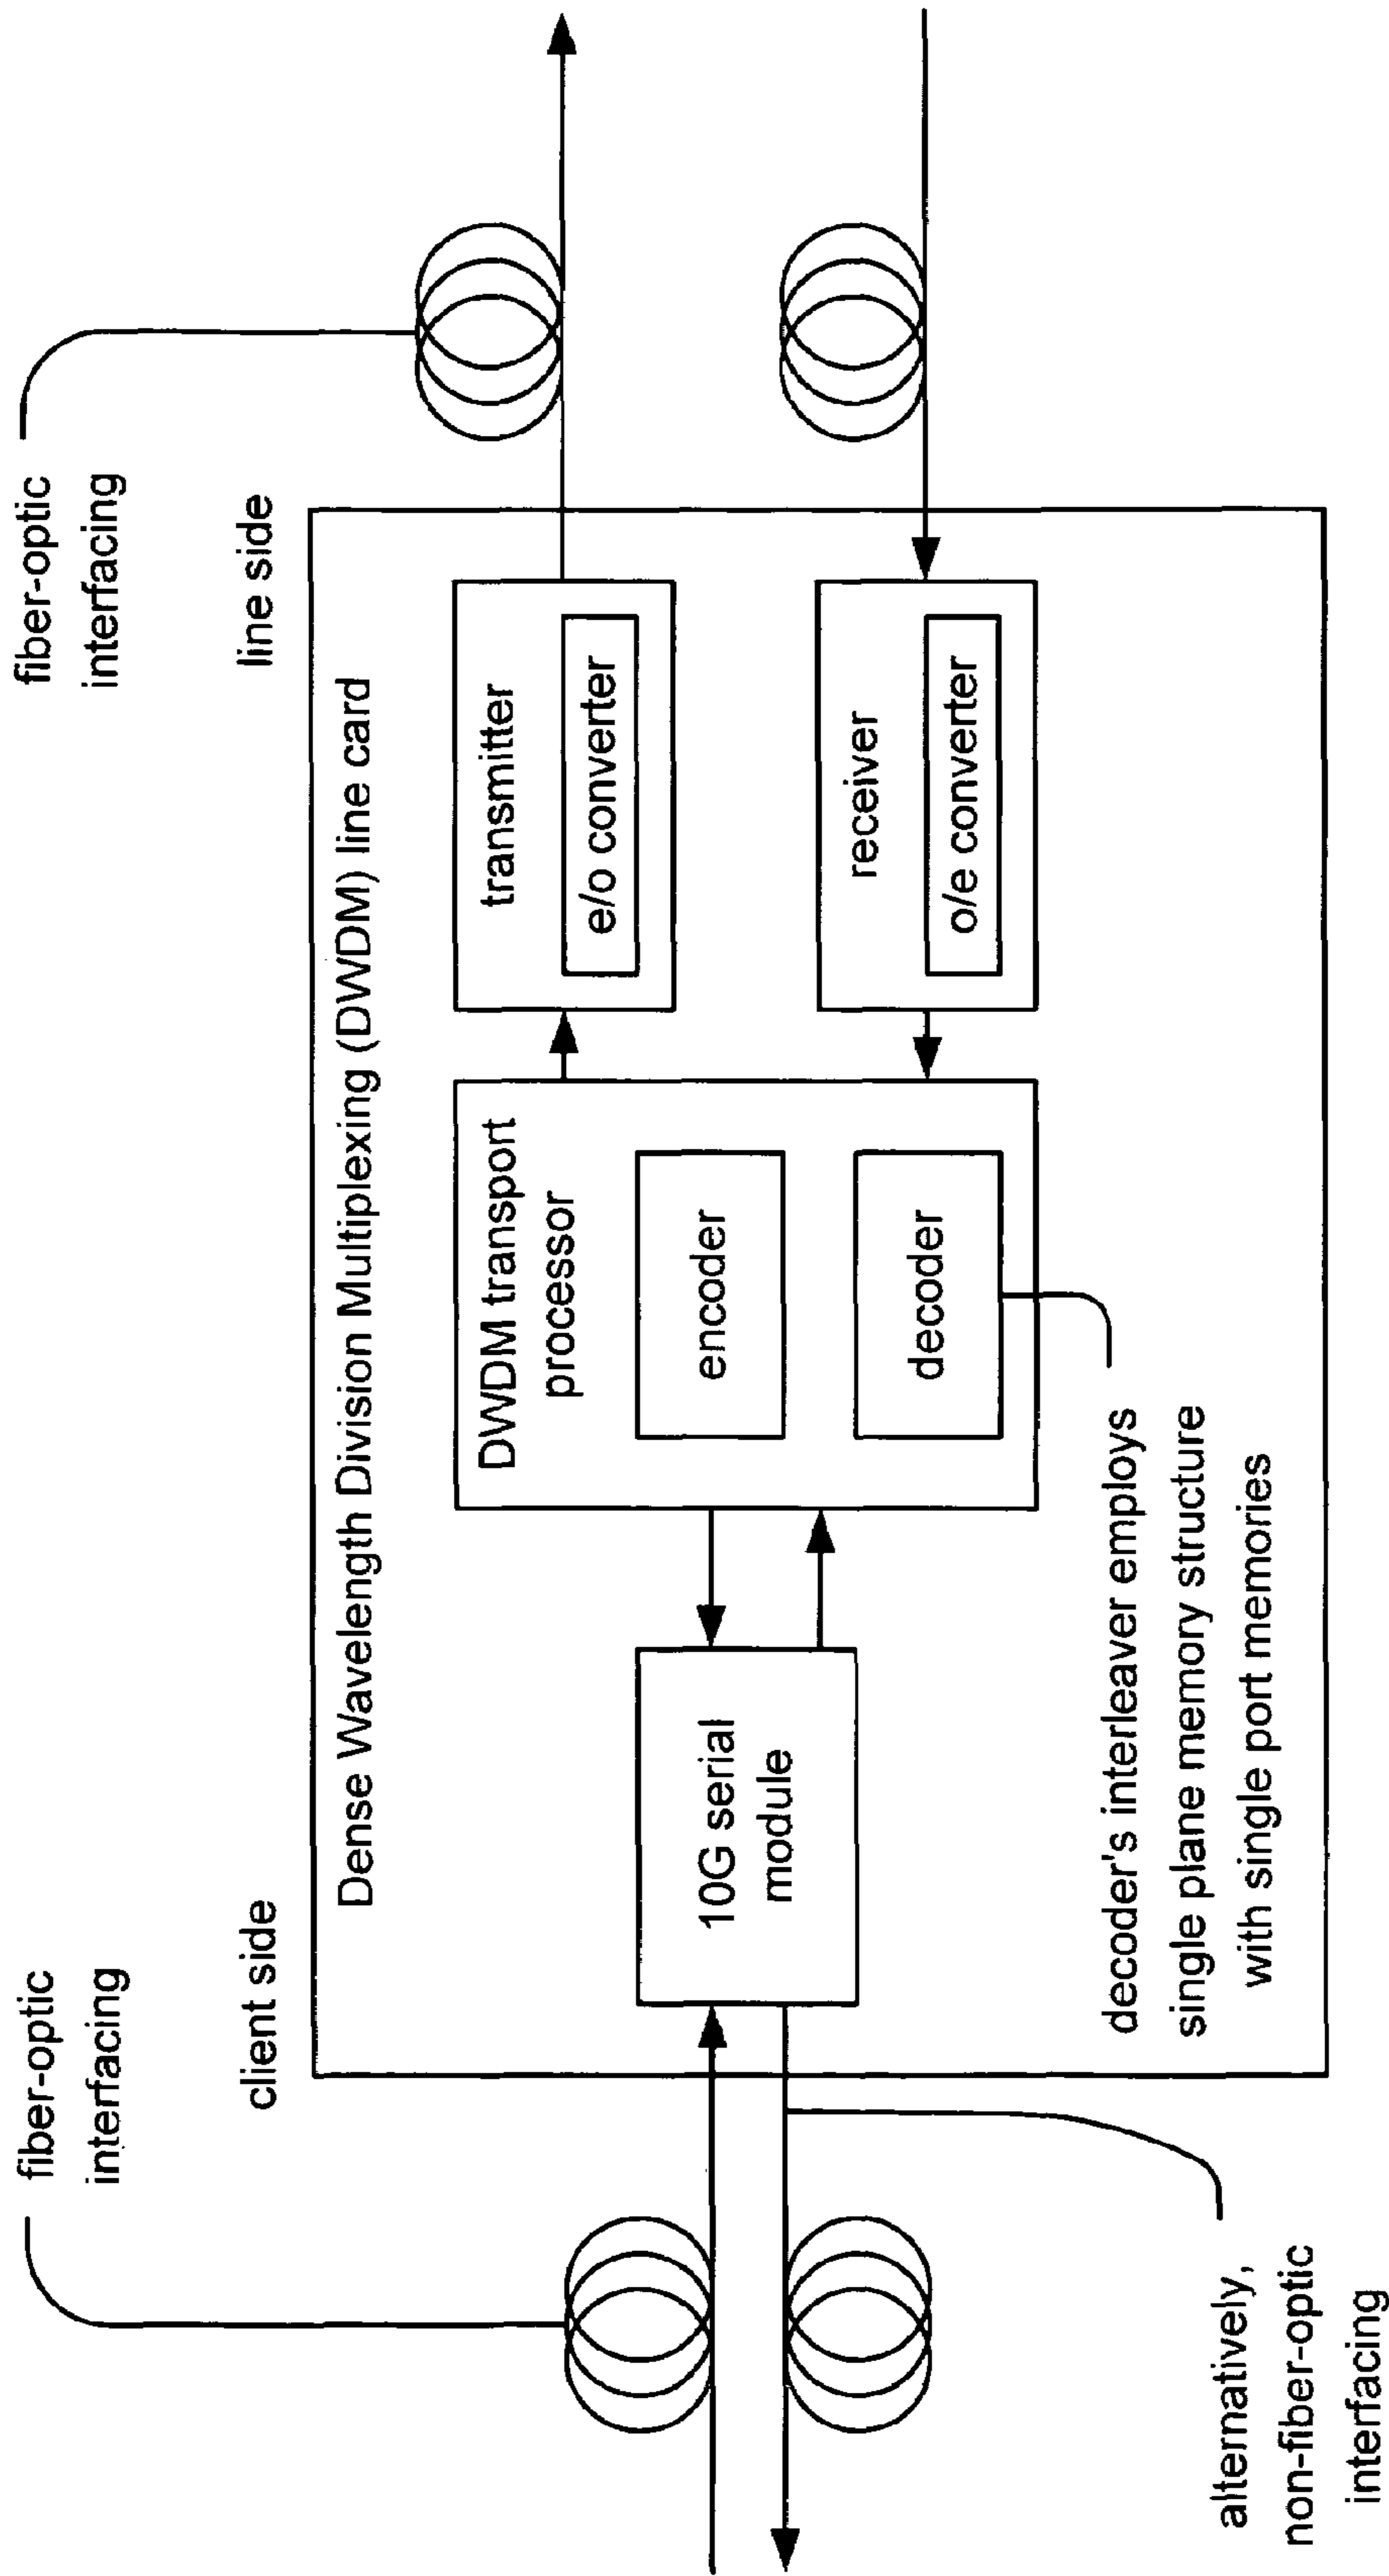 fiber-optic
interfacing
fiber-optic
interfacing
client side
line side
Dense Wavelength Division Multiplexing (DWDM) line card
10G serial
module
DWDM transport
processor
encoder
decoder
transmitter
e/o converter
receiver
o/e converter
decoder's interleaver employs
single plane memory structure
with single port memories
alternatively,
non-fiber-optic
interfacing